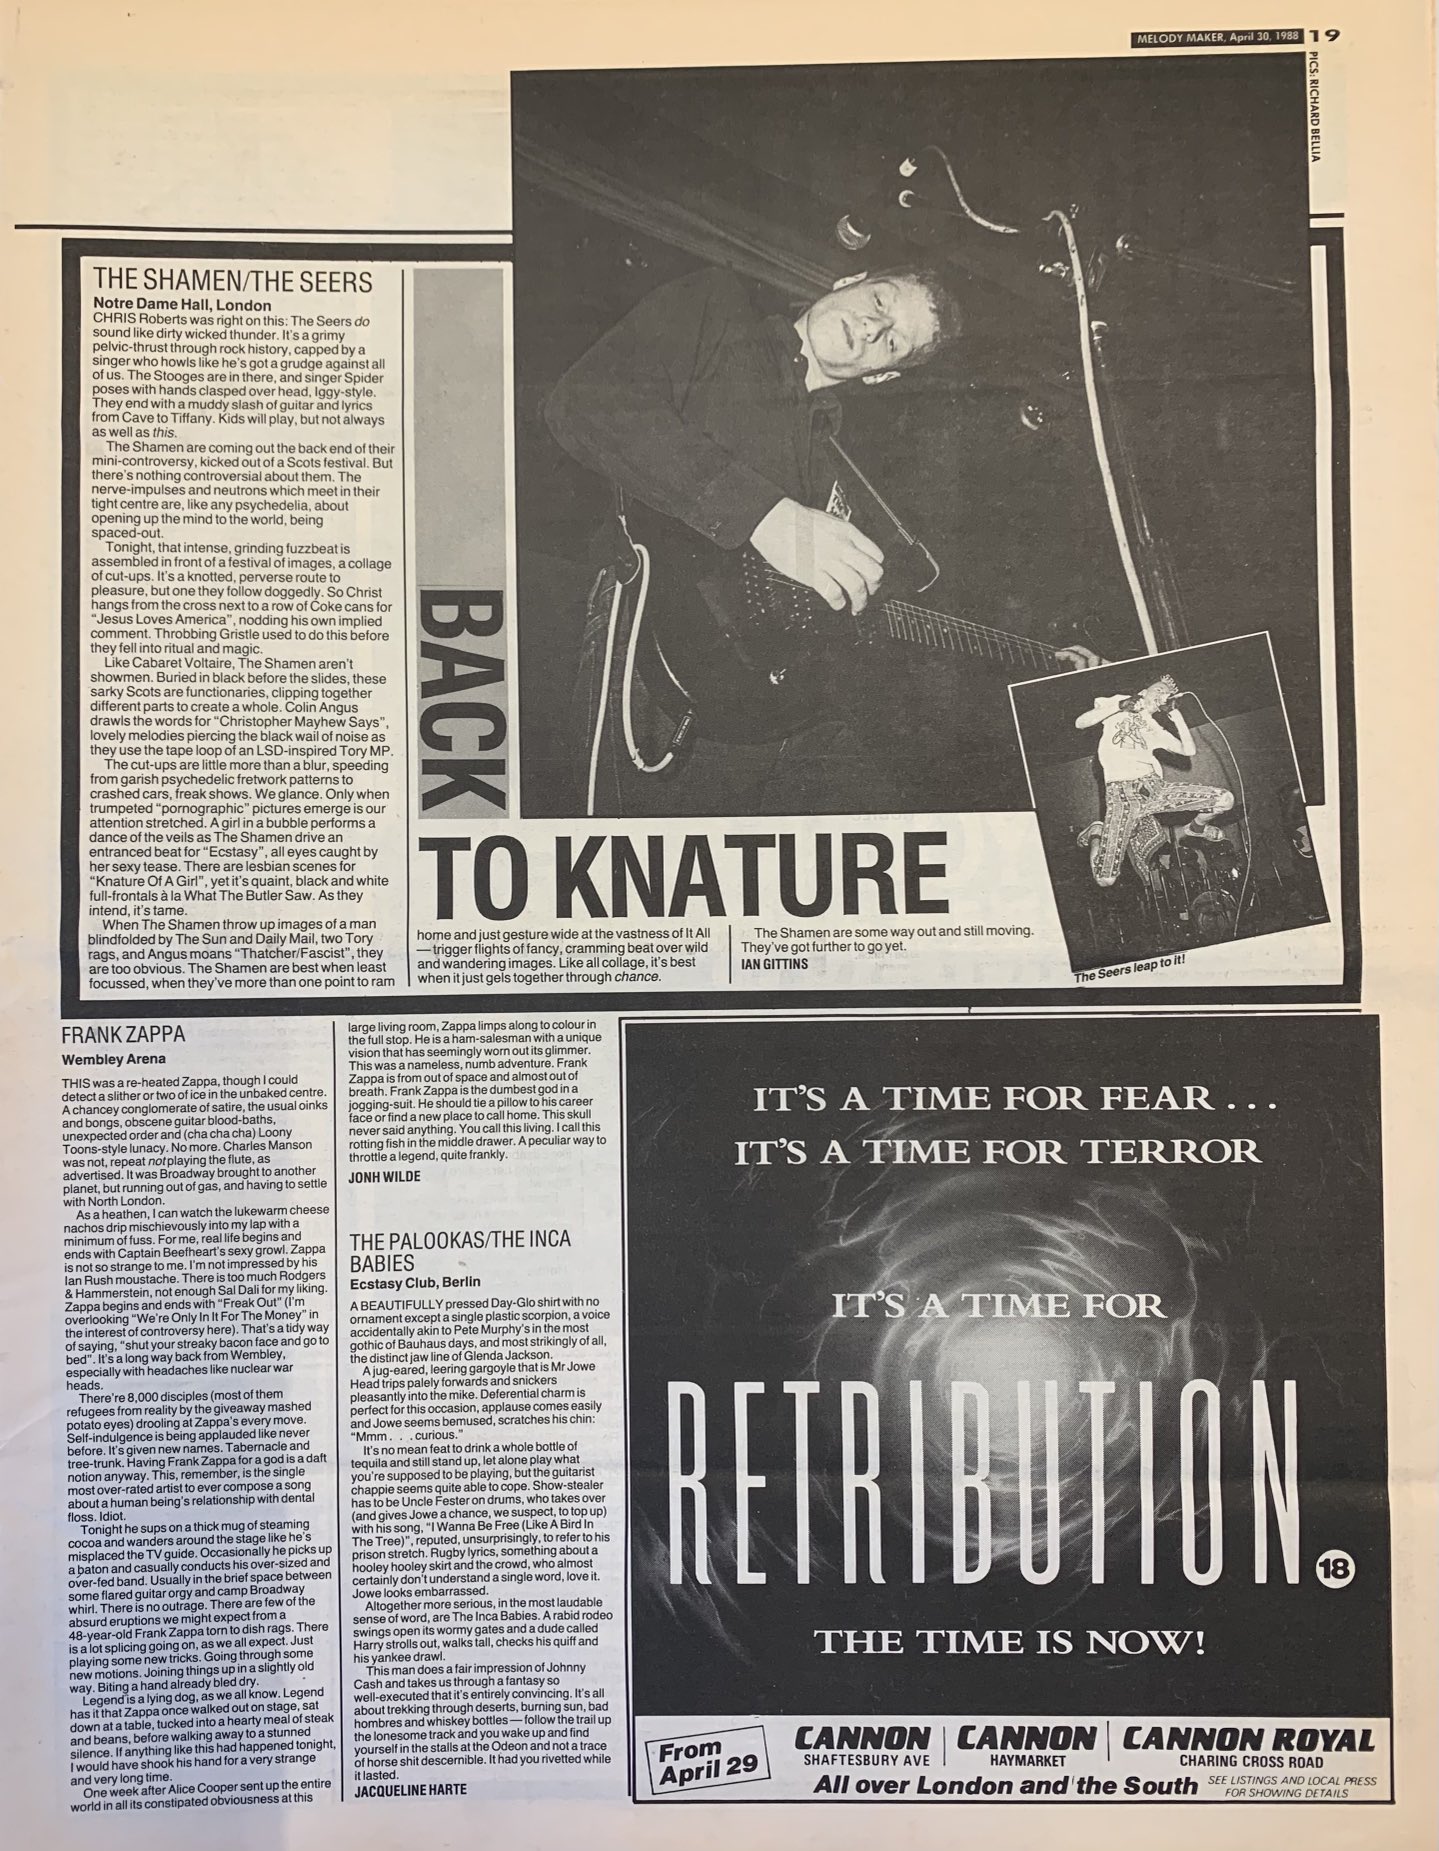 MELODY MAKER, April 30, 1988 19
PICS: RICHARD BELLIA
THE SHAMEN/THE SEERS
Notre Dame Hall, London
CHRIS Roberts was right on this: The Seers do
sound like dirty wicked thunder. It's a grimy
pelvic-thrust through rock history, capped by a
singer who howls like he's got a grudge against all
of us. The Stooges are in there, and singer Spider
poses with hands clasped over head, Iggy-style.
They end with a muddy slash of guitar and lyrics
from Cave to Tiffany. Kids will play, but not always
as well as this.
The Shamen are coming out the back end of their
mini-controversy, kicked out of a Scots festival. But
there's nothing controversial about them. The
nerve-impulses and neutrons which meet in their
tight centre are, like any psychedelia, about
opening up the mind to the world, being
spaced-out.
Tonight, that intense, grinding fuzzbeat is
assembled in front of a festival of images, a collage
of cut-ups. It's a knotted, perverse route to
pleasure, but one they follow doggedly. So Christ
hangs from the cross next to a row of Coke cans for
"Jesus Loves America", nodding his own implied
comment. Throbbing Gristle used to do this before
they fell into ritual and magic.
Like Cabaret Voltaire, The Shamen aren't
showmen. Buried in black before the slides, these
sarky Scots are functionaries, clipping together
different parts to create a whole. Colin Angus
drawls the words for "Christopher Mayhew Says",
lovely melodies piercing the black wail of noise as
they use the tape loop of an LSD-inspired Tory MP.
The cut-ups are little more than a blur, speeding
from garish psychedelic fretwork patterns to
crashed cars, freak shows. We glance. Only when
trumpeted "pornographic" pictures emerge is our
attention stretched. A girl in a bubble performs a
dance of the veils as The Shamen drive an
entranced beat for "Ecstasy", all eyes caught by
her sexy tease. There are lesbian scenes for
"Knature Of A Girl", yet it's quaint, black and white
full-frontals à la What The Butler Saw. As they
intend, it's tame.
When The Shamen throw up images of a man
blindfolded by The Sun and Daily Mail, two Tory
rags, and Angus moans "Thatcher/Fascist", they
are too obvious. The Shamen are best when least
focussed, when they've more than one point to ram
BACK
TO KNATURE
home and just gesture wide at the vastness of It All
— trigger flights of fancy, cramming beat over wild
and wandering images. Like all collage, it's best
when it just gels together through chance.
The Shamen are some way out and still moving.
They've got further to go yet.
IAN GITTINS
The Seers leap to it!
FRANK ZAPPA
Wembley Arena
THIS was a re-heated Zappa, though I could
detect a slither or two of ice in the unbaked centre.
A chancey conglomerate of satire, the usual oinks
and bongs, obscene guitar blood-baths,
unexpected order and (cha cha cha) Loony
Toons-style lunacy. No more. Charles Manson
was not, repeat not playing the flute, as
advertised. It was Broadway brought to another
planet, but running out of gas, and having to settle
with North London.
As a heathen, I can watch the lukewarm cheese
nachos drip mischievously into my lap with a
minimum of fuss. For me, real life begins and
ends with Captain Beefheart's sexy growl. Zappa
is not so strange to me. I'm not impressed by his
Ian Rush moustache. There is too much Rodgers
& Hammerstein, not enough Sal Dali for my liking.
Zappa begins and ends with "Freak Out" (I'm
overlooking "We're Only In It For The Money" in
the interest of controversy here). That's a tidy way
of saying, "shut your streaky bacon face and go to
bed". It's a long way back from Wembley,
especially with headaches like nuclear war
heads.
There're 8,000 disciples (most of them
refugees from reality by the giveaway mashed
potato eyes) drooling at Zappa's every move.
Self-indulgence is being applauded like never
before. It's given new names. Tabernacle and
tree-trunk. Having Frank Zappa for a god is a daft
notion anyway. This, remember, is the single
most over-rated artist to ever compose a song
about a human being's relationship with dental
floss. Idiot.
Tonight he sups on a thick mug of steaming
cocoa and wanders around the stage like he's
misplaced the TV guide. Occasionally he picks up
a baton and casually conducts his over-sized and
over-fed band. Usually in the brief space between
some flared guitar orgy and camp Broadway
whirl. There is no outrage. There are few of the
absurd eruptions we might expect from a
48-year-old Frank Zappa torn to dish rags. There
is a lot splicing going on, as we all expect. Just
playing some new tricks. Going through some
new motions. Joining things up in a slightly old
way. Biting a hand already bled dry.
Legend is a lying dog, as we all know. Legend
has it that Zappa once walked out on stage, sat
down at a table, tucked into a hearty meal of steak
and beans, before walking away to a stunned
silence. If anything like this had happened tonight,
I would have shook his hand for a very strange
and very long time.
One week after Alice Cooper sent up the entire
world in all its constipated obviousness at this
large living room, Zappa limps along to colour in
the full stop. He is a ham-salesman with a unique
vision that has seemingly worn out its glimmer.
This was a nameless, numb adventure. Frank
Zappa is from out of space and almost out of
breath. Frank Zappa is the dumbest god in a
jogging-suit. He should tie a pillow to his career
face or find a new place to call home. This skull
never said anything. You call this living. I call this
rotting fish in the middle drawer. A peculiar way to
throttle a legend, quite frankly.
JONH WILDE
THE PALOOKAS/THE INCA
BABIES
Ecstasy Club, Berlin
A BEAUTIFULLY pressed Day-Glo shirt with no
ornament except a single plastic scorpion, a voice
accidentally akin to Pete Murphy's in the most
gothic of Bauhaus days, and most strikingly of all,
the distinct jaw line of Glenda Jackson.
A jug-eared, leering gargoyle that is Mr Jowe
Head trips palely forwards and snickers
pleasantly into the mike. Deferential charm is
perfect for this occasion, applause comes easily
and Jowe seems bemused, scratches his chin:
"Mmm . . . curious."
It's no mean feat to drink a whole bottle of
tequila and still stand up, let alone play what
you're supposed to be playing, but the guitarist
chappie seems quite able to cope. Show-stealer
has to be Uncle Fester on drums, who takes over
(and gives Jowe a chance, we suspect, to top up)
with his song, "I Wanna Be Free (Like A Bird In
The Tree)", reputed, unsurprisingly, to refer to his
prison stretch. Rugby lyrics, something about a
hooley hooley skirt and the crowd, who almost
certainly don't understand a single word, love it.
Jowe looks embarrassed.
Altogether more serious, in the most laudable
sense of word, are The Inca Babies. A rabid rodeo
swings open its wormy gates and a dude called
Harry strolls out, walks tall, checks his quiff and
his yankee drawl.
This man does a fair impression of Johnny
Cash and takes us through a fantasy so
well-executed that it's entirely convincing. It's all
about trekking through deserts, burning sun, bad
hombres and whiskey bottles — follow the trail up
the lonesome track and you wake up and find
yourself in the stalls at the Odeon and not a trace
of horse shit descernible. It had you rivetted while
it lasted.
JACQUELINE HARTE
IT'S A TIME FOR FEAR . . .
IT'S A TIME FOR TERROR
IT'S A TIME FOR
RETRIBUTION
18
THE TIME IS NOW!
From
April 29
CANNON
SHAFTESBURY AVE
CANNON
HAYMARKET
CANNON ROYAL
CHARING CROSS ROAD
All over London and the South
SEE LISTINGS AND LOCAL PRESS
FOR SHOWING DETAILS